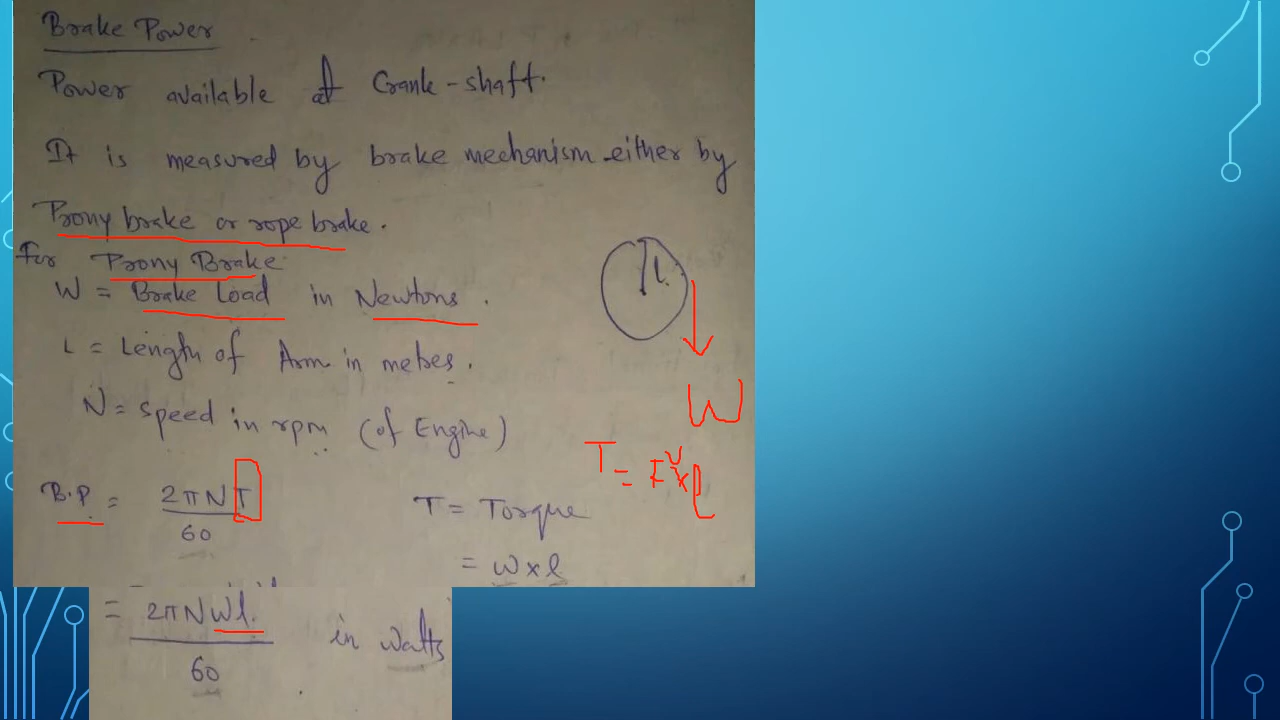 Brake Power
Power available at Crank-shaft.
It is measured by brake mechanism either by
Prony brake or rope brake.
for Prony Brake
W = Brake Load in Newtons.
L = Length of Arm in metres.
N = Speed in rpm (of Engine)
l
W
T = F × l
B.P. = 2πNT / 60
T = Torque
= W × l
= 2πNWl / 60 in watts